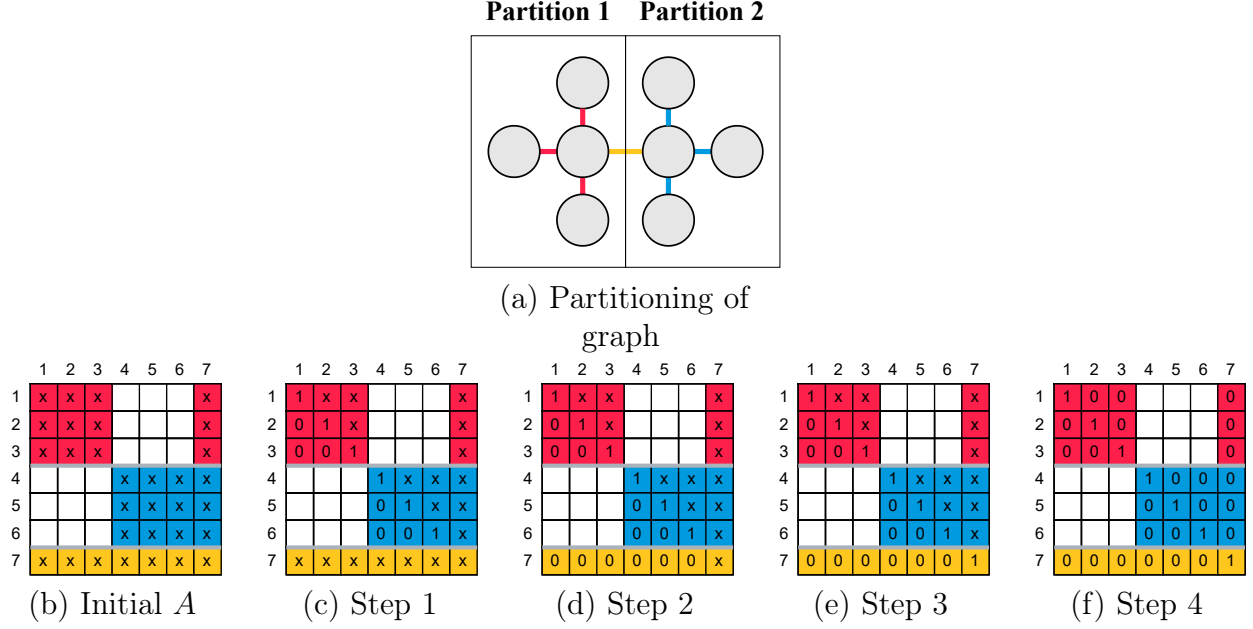 Partition 1 Partition 2
(a) Partitioning of
graph
1 2 3 4 5 6 7 1 2 3 4 5 6 7 1 2 3 4 5 6 7 1 2 3 4 5 6 7 1 2 3 4 5 6 7
1 x x x x 1 1 x x x 1 1 x x x 1 1 x x x 1 1 0 0 0
2 x x x x 2 0 1 x x 2 0 1 x x 2 0 1 x x 2 0 1 0 0
3 x x x x 3 0 0 1 x 3 0 0 1 x 3 0 0 1 x 3 0 0 1 0
4 x x x x 4 1 x x x 4 1 x x x 4 1 x x x 4 1 0 0 0
5 x x x x 5 0 1 x x 5 0 1 x x 5 0 1 x x 5 0 1 0 0
6 x x x x 6 0 0 1 x 6 0 0 1 x 6 0 0 1 x 6 0 0 1 0
7 x x x x x x x 7 x x x x x x x 7 0 0 0 0 0 0 x 7 0 0 0 0 0 0 1 7 0 0 0 0 0 0 1
(b) Initial A (c) Step 1 (d) Step 2 (e) Step 3 (f) Step 4